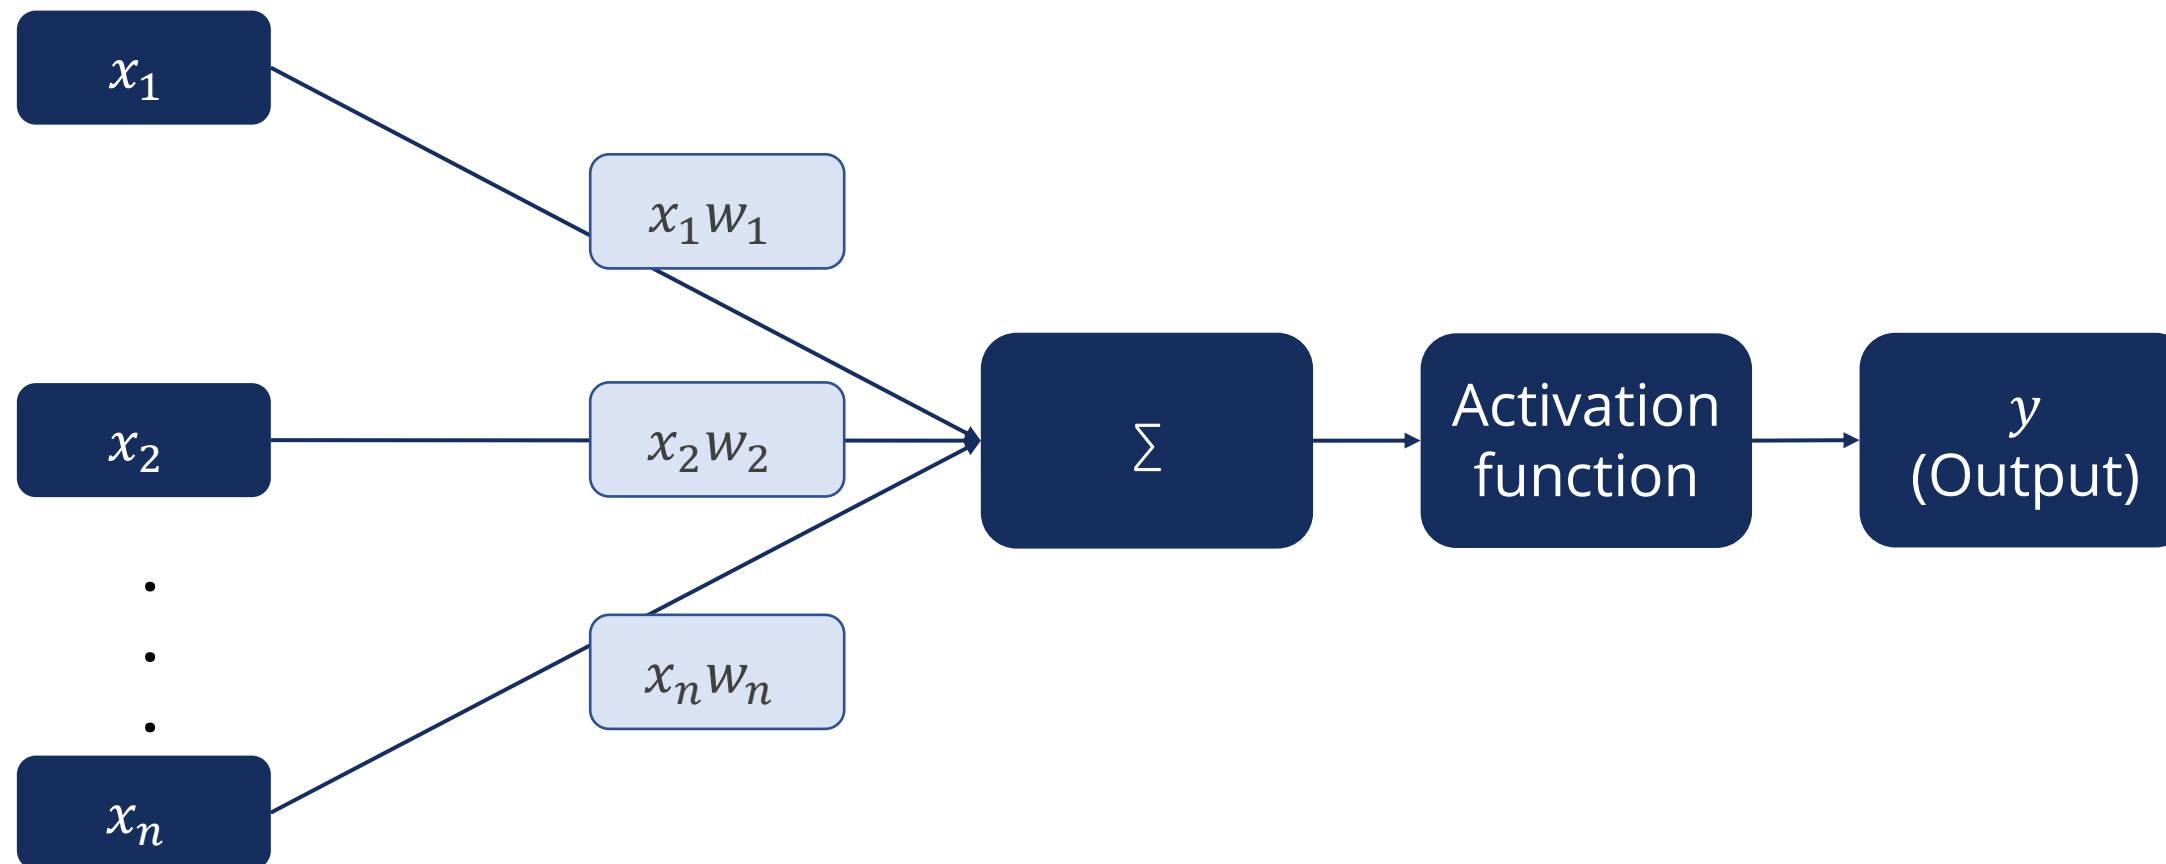 x₁
x₁w₁
x₂
x₂w₂
∑
Activation
function
y
(Output)
.
.
.
xₙwₙ
xₙ